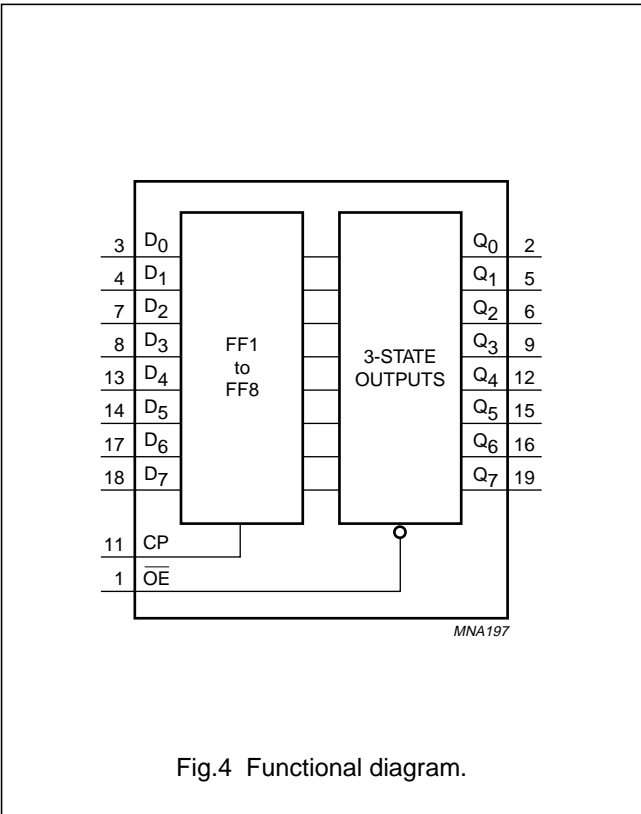 3 D0 Q0 2
4 D1 Q1 5
7 D2 Q2 6
8 D3 Q3 9
13 D4 Q4 12
14 D5 Q5 15
17 D6 Q6 16
18 D7 Q7 19
FF1
to
FF8
3-STATE
OUTPUTS
11 CP
1 O̅E̅
MNA197
Fig.4 Functional diagram.